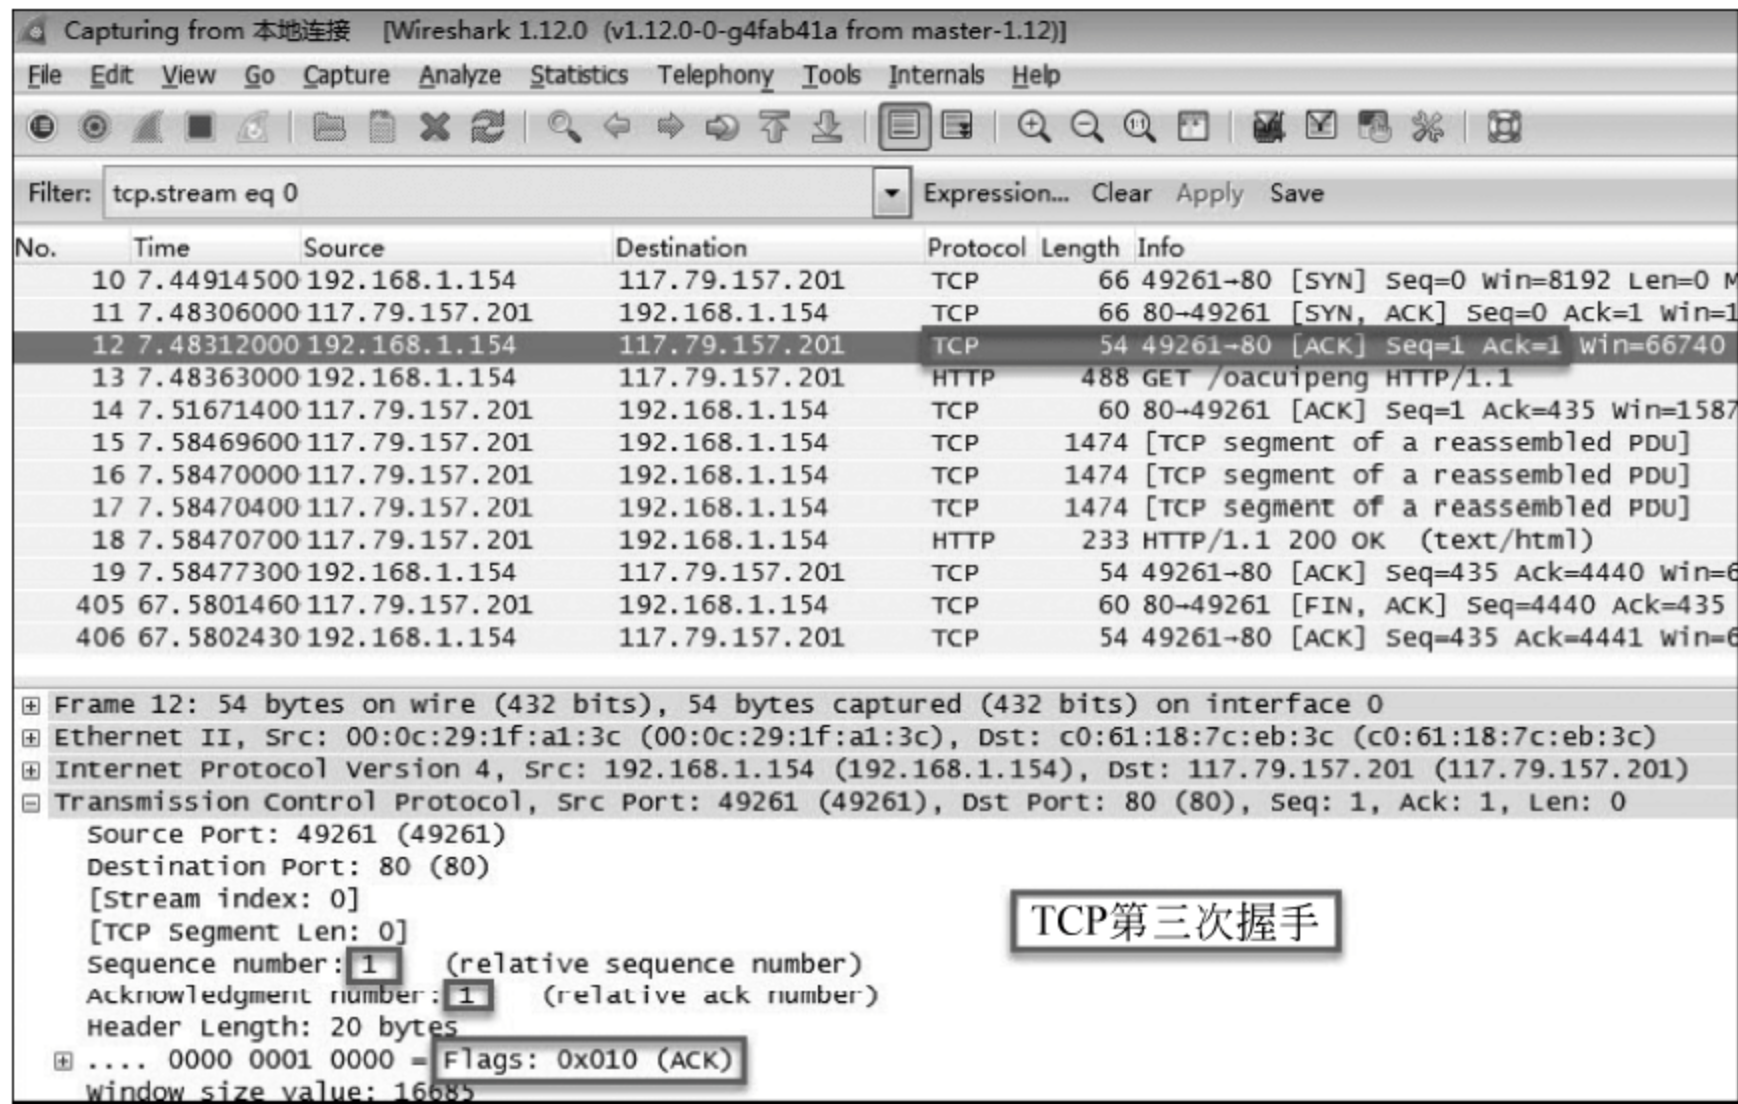 Capturing from 本地连接 [Wireshark 1.12.0 (v1.12.0-0-g4fab41a from master-1.12)]
File Edit View Go Capture Analyze Statistics Telephony Tools Internals Help
Filter: tcp.stream eq 0 Expression... Clear Apply Save
No. Time Source Destination Protocol Length Info
10 7.44914500 192.168.1.154 117.79.157.201 TCP 66 49261→80 [SYN] Seq=0 Win=8192 Len=0 M
11 7.48306000 117.79.157.201 192.168.1.154 TCP 66 80→49261 [SYN, ACK] Seq=0 Ack=1 Win=1
12 7.48312000 192.168.1.154 117.79.157.201 TCP 54 49261→80 [ACK] Seq=1 Ack=1 Win=66740
13 7.48363000 192.168.1.154 117.79.157.201 HTTP 488 GET /oacuipeng HTTP/1.1
14 7.51671400 117.79.157.201 192.168.1.154 TCP 60 80→49261 [ACK] Seq=1 Ack=435 Win=1587
15 7.58469600 117.79.157.201 192.168.1.154 TCP 1474 [TCP segment of a reassembled PDU]
16 7.58470000 117.79.157.201 192.168.1.154 TCP 1474 [TCP segment of a reassembled PDU]
17 7.58470400 117.79.157.201 192.168.1.154 TCP 1474 [TCP segment of a reassembled PDU]
18 7.58470700 117.79.157.201 192.168.1.154 HTTP 233 HTTP/1.1 200 OK (text/html)
19 7.58477300 192.168.1.154 117.79.157.201 TCP 54 49261→80 [ACK] Seq=435 Ack=4440 Win=6
405 67.5801460 117.79.157.201 192.168.1.154 TCP 60 80→49261 [FIN, ACK] Seq=4440 Ack=435
406 67.5802430 192.168.1.154 117.79.157.201 TCP 54 49261→80 [ACK] Seq=435 Ack=4441 Win=6
Frame 12: 54 bytes on wire (432 bits), 54 bytes captured (432 bits) on interface 0
Ethernet II, Src: 00:0c:29:1f:a1:3c (00:0c:29:1f:a1:3c), Dst: c0:61:18:7c:eb:3c (c0:61:18:7c:eb:3c)
Internet Protocol Version 4, Src: 192.168.1.154 (192.168.1.154), Dst: 117.79.157.201 (117.79.157.201)
Transmission Control Protocol, Src Port: 49261 (49261), Dst Port: 80 (80), Seq: 1, Ack: 1, Len: 0
Source Port: 49261 (49261)
Destination Port: 80 (80)
[Stream index: 0]
[TCP Segment Len: 0]
TCP第三次握手
Sequence number: 1 (relative sequence number)
Acknowledgment number: 1 (relative ack number)
Header Length: 20 bytes
.... 0000 0001 0000 = Flags: 0x010 (ACK)
Window size value: 16685